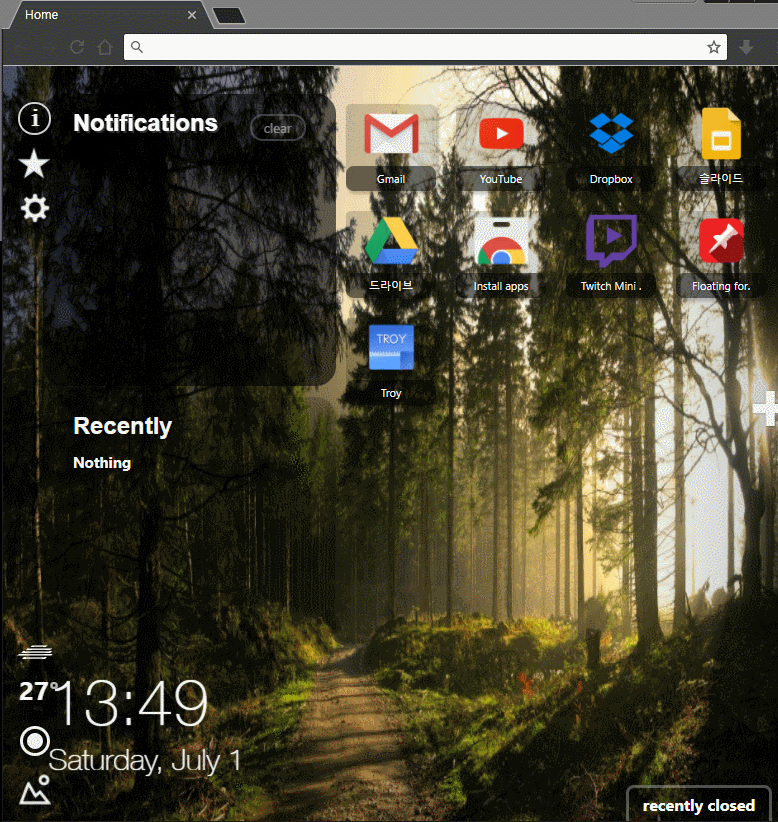 Home
Notifications
clear
Gmail
YouTube
Dropbox
슬라이드
드라이브
Install apps
Twitch Mini .
Floating for.
TROY
Troy
Recently
Nothing
27°
13:49
Saturday, July 1
recently closed